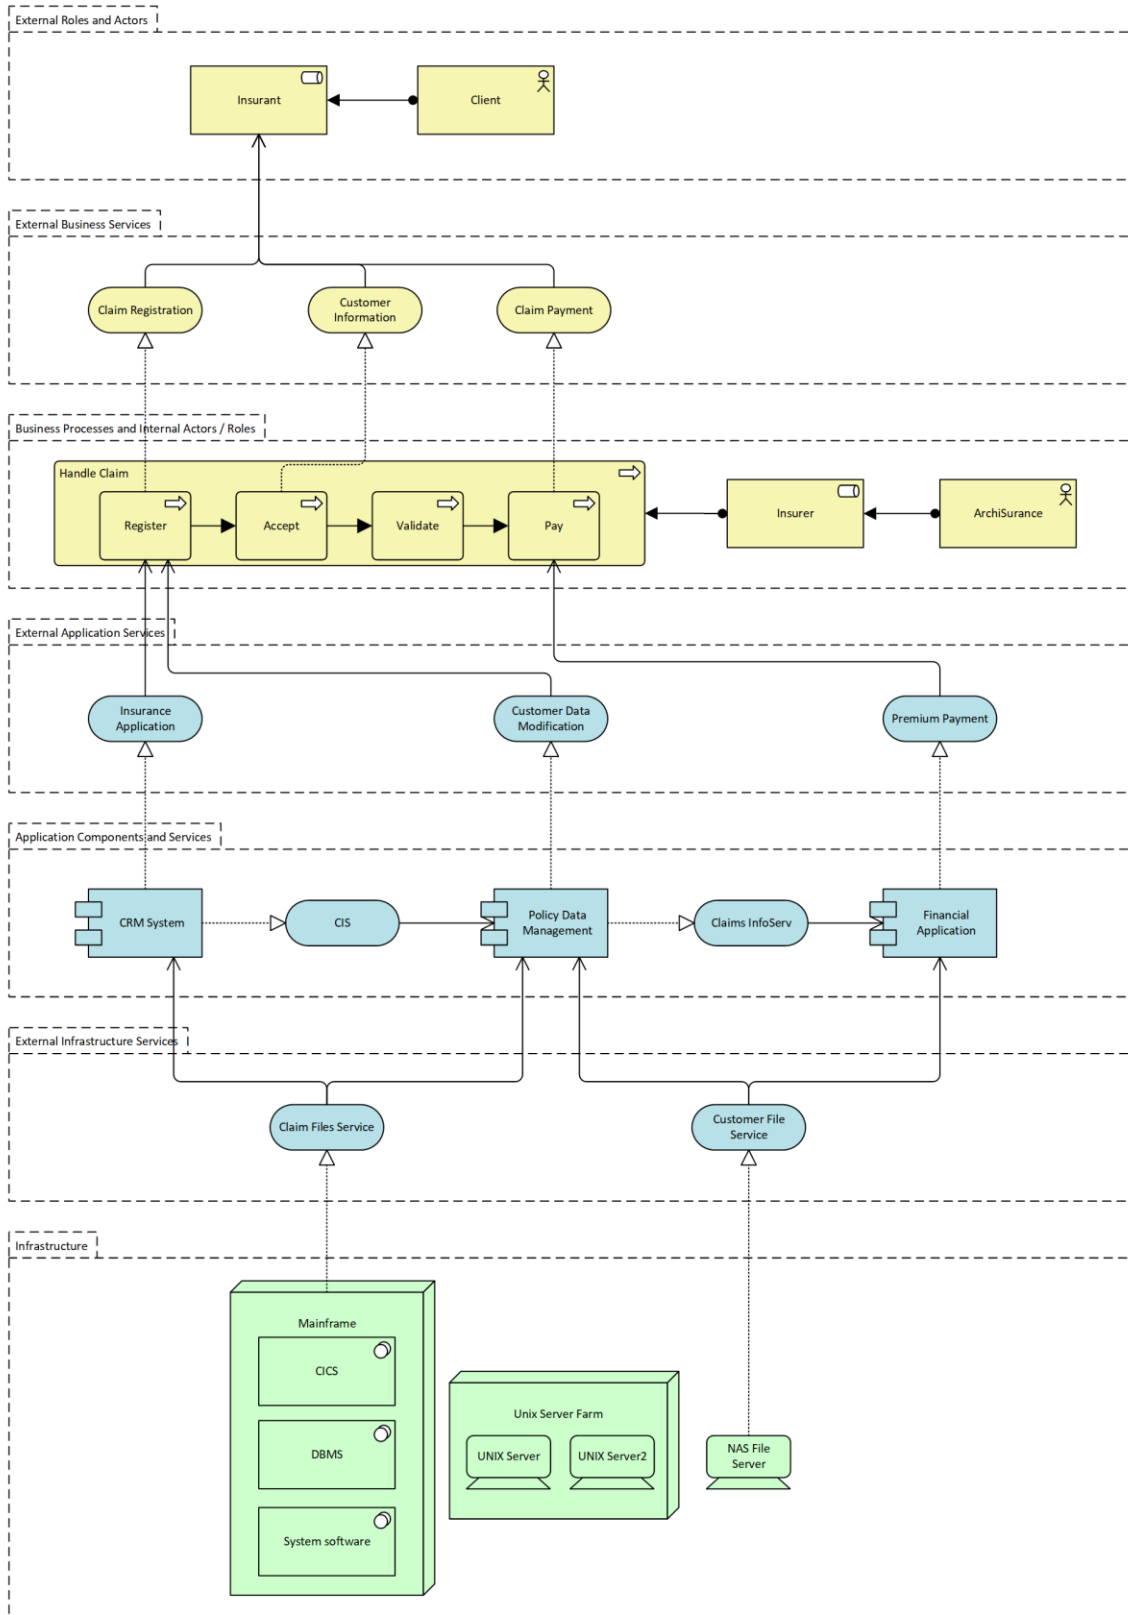 External Roles and Actors
Insurant
Client
External Business Services
Claim Registration
Customer
Information
Claim Payment
Business Processes and Internal Actors / Roles
Handle Claim
Register
Accept
Validate
Pay
Insurer
ArchiSurance
External Application Services
Insurance
Application
Customer Data
Modification
Premium Payment
Application Components and Services
CRM System
CIS
Policy Data
Management
Claims InfoServ
Financial
Application
External Infrastructure Services
Claim Files Service
Customer File
Service
Infrastructure
Mainframe
CICS
DBMS
System software
Unix Server Farm
UNIX Server
UNIX Server2
NAS File
Server